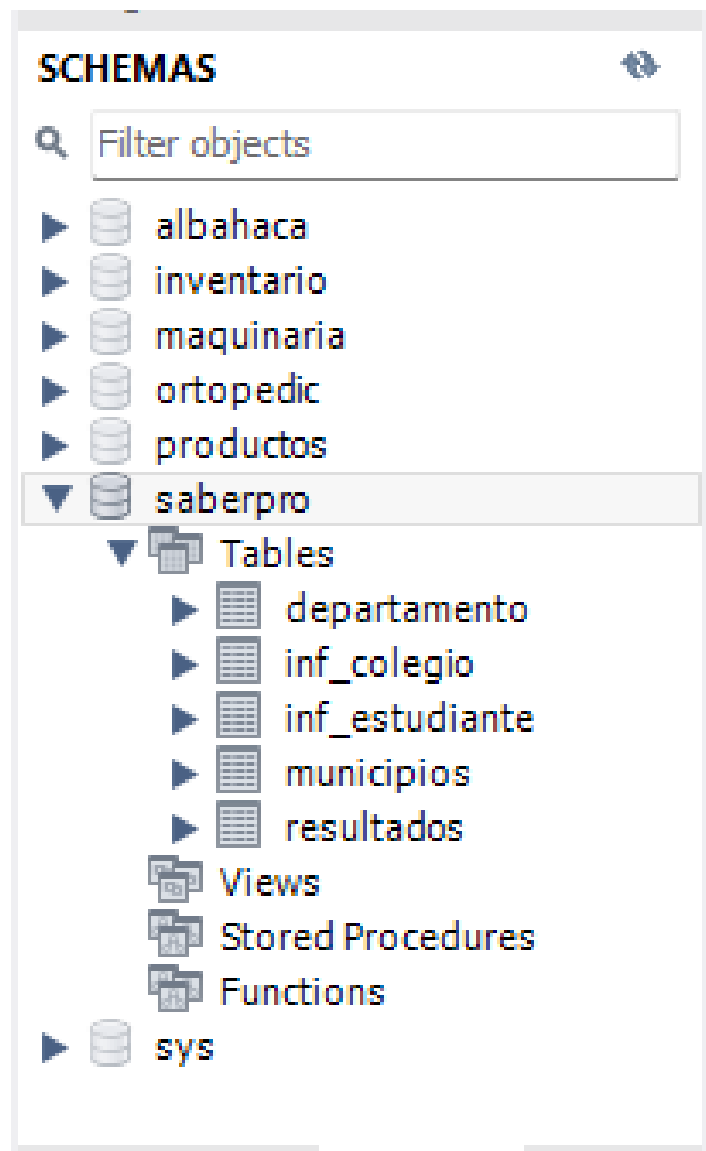 SCHEMAS
Filter objects
albahaca
inventario
maquinaria
ortopedic
productos
saberpro
Tables
departamento
inf_colegio
inf_estudiante
municipios
resultados
Views
Stored Procedures
Functions
sys